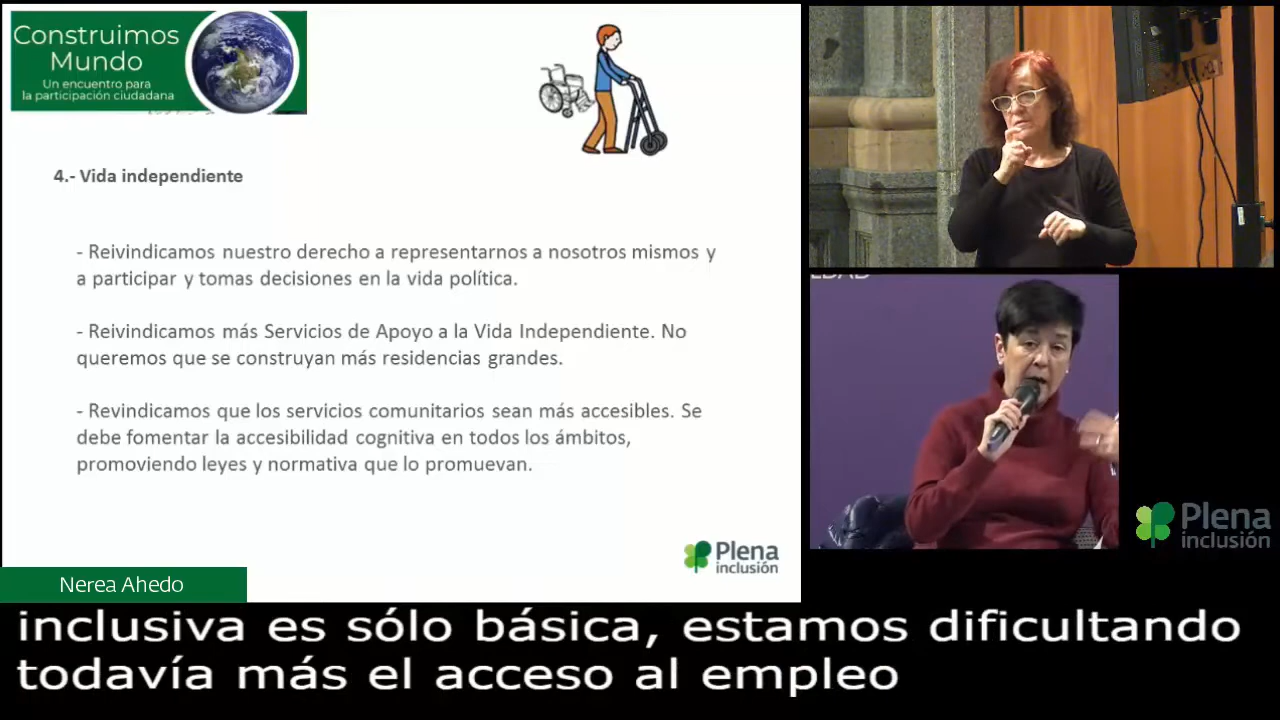 Construimos
Mundo
Un encuentro para
la participación ciudadana
4.- Vida independiente
- Reivindicamos nuestro derecho a representarnos a nosotros mismos y
a participar y tomas decisiones en la vida política.
- Reivindicamos más Servicios de Apoyo a la Vida Independiente. No
queremos que se construyan más residencias grandes.
- Revindicamos que los servicios comunitarios sean más accesibles. Se
debe fomentar la accesibilidad cognitiva en todos los ámbitos,
promoviendo leyes y normativa que lo promuevan.
Plena
inclusión
Nerea Ahedo
Plena
inclusión
inclusiva es sólo básica, estamos dificultando
todavía más el acceso al empleo